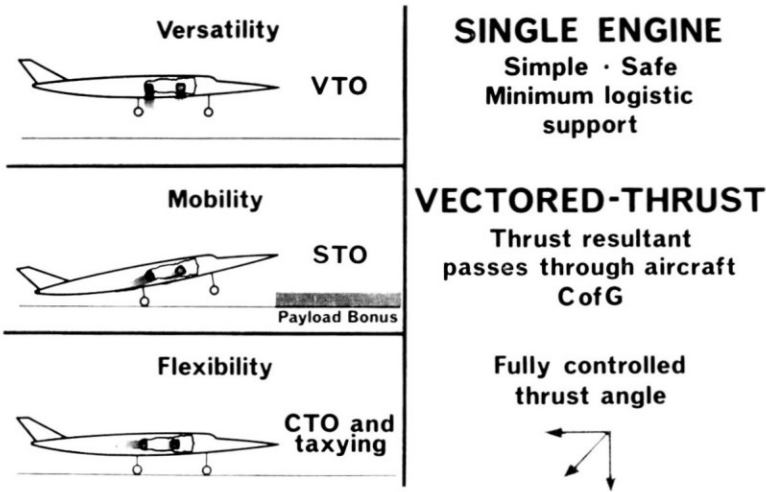 Versatility
VTO
Mobility
STO
Payload Bonus
Flexibility
CTO and
taxying
SINGLE ENGINE
Simple · Safe
Minimum logistic
support
VECTORED-THRUST
Thrust resultant
passes through aircraft
C of G
Fully controlled
thrust angle